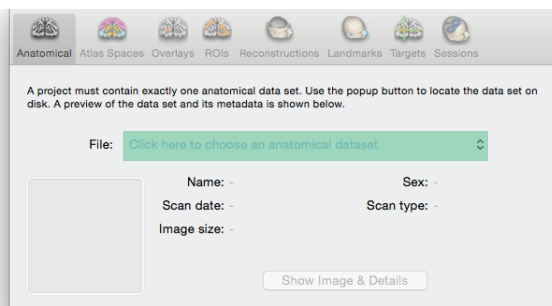 Anatomical Atlas Spaces Overlays ROIs Reconstructions Landmarks Targets Sessions
A project must contain exactly one anatomical data set. Use the popup button to locate the data set on
disk. A preview of the data set and its metadata is shown below.
File: Click here to choose an anatomical dataset
Name: - Sex: -
Scan date: - Scan type: -
Image size: -
Show Image & Details